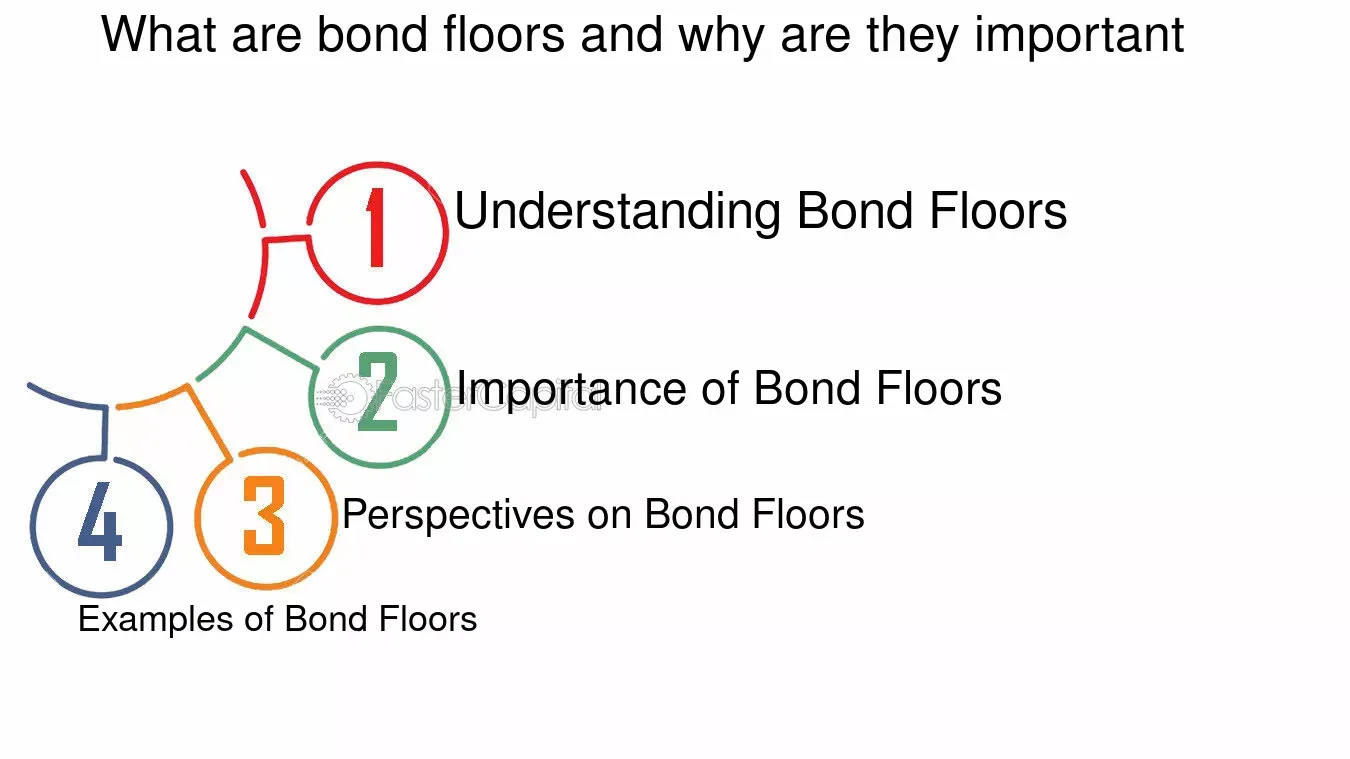 What are bond floors and why are they important
1
Understanding Bond Floors
2
FasterCapital
Importance of Bond Floors
3
Perspectives on Bond Floors
4
Examples of Bond Floors